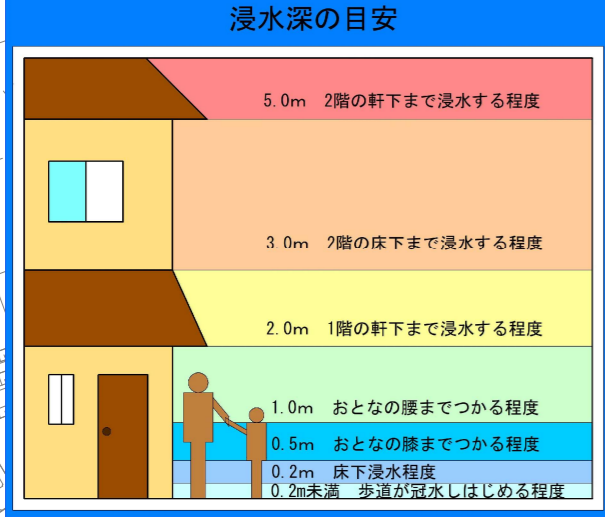 浸水深の目安
5.0m 2階の軒下まで浸水する程度
3.0m 2階の床下まで浸水する程度
2.0m 1階の軒下まで浸水する程度
1.0m おとなの腰までつかる程度
0.5m おとなの膝までつかる程度
0.2m 床下浸水程度
0.2m未満 歩道が冠水しはじめる程度